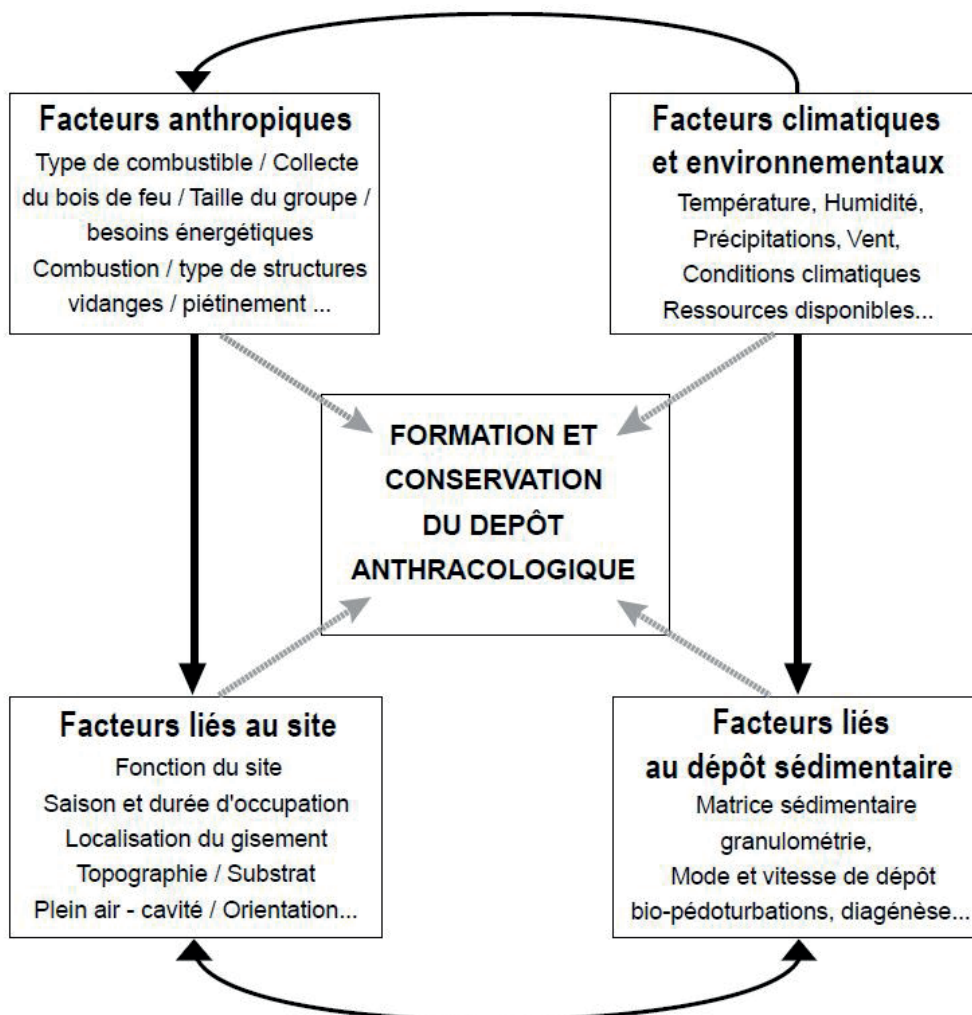 Facteurs anthropiques
Type de combustible / Collecte
du bois de feu / Taille du groupe /
besoins énergétiques
Combustion / type de structures
vidanges / piétinement ...
Facteurs climatiques
et environnementaux
Température, Humidité,
Précipitations, Vent,
Conditions climatiques
Ressources disponibles...
FORMATION ET
CONSERVATION
DU DEPÔT
ANTHRACOLOGIQUE
Facteurs liés au site
Fonction du site
Saison et durée d'occupation
Localisation du gisement
Topographie / Substrat
Plein air - cavité / Orientation...
Facteurs liés
au dépôt sédimentaire
Matrice sédimentaire
granulométrie,
Mode et vitesse de dépôt
bio-pédoturbations, diagénèse...